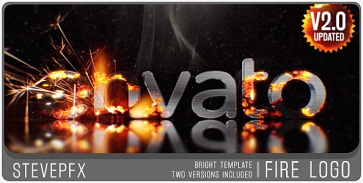 V2.0
UPDATED
envato
STEVEPFX
BRIGHT TEMPLATE
TWO VERSIONS INCLUDED
FIRE LOGO